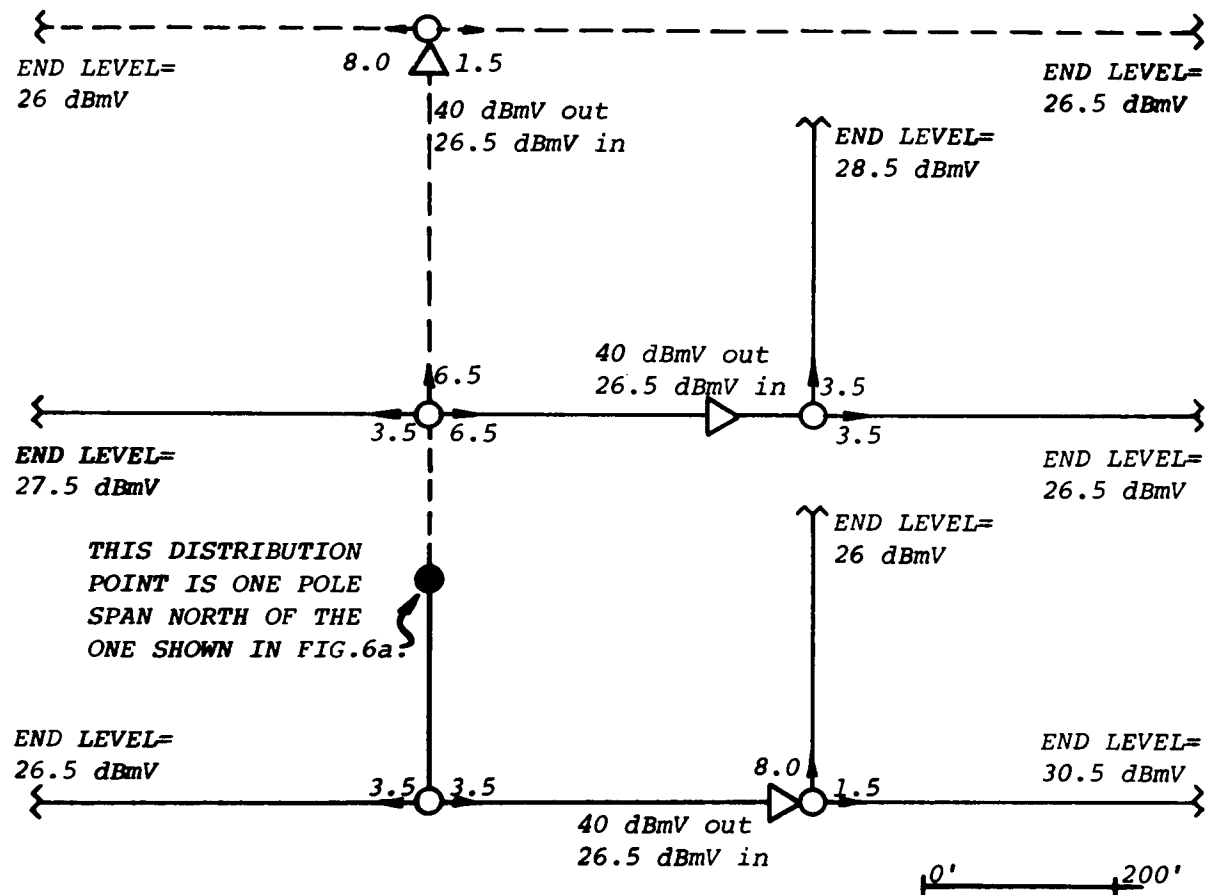 END LEVEL=
26 dBmV
8.0
1.5
40 dBmV out
26.5 dBmV in
END LEVEL=
26.5 dBmV
END LEVEL=
28.5 dBmV
6.5
3.5
6.5
40 dBmV out
26.5 dBmV in
3.5
3.5
END LEVEL=
27.5 dBmV
END LEVEL=
26.5 dBmV
END LEVEL=
26 dBmV
THIS DISTRIBUTION
POINT IS ONE POLE
SPAN NORTH OF THE
ONE SHOWN IN FIG.6a.
END LEVEL=
26.5 dBmV
3.5
3.5
8.0
1.5
END LEVEL=
30.5 dBmV
40 dBmV out
26.5 dBmV in
0'
200'